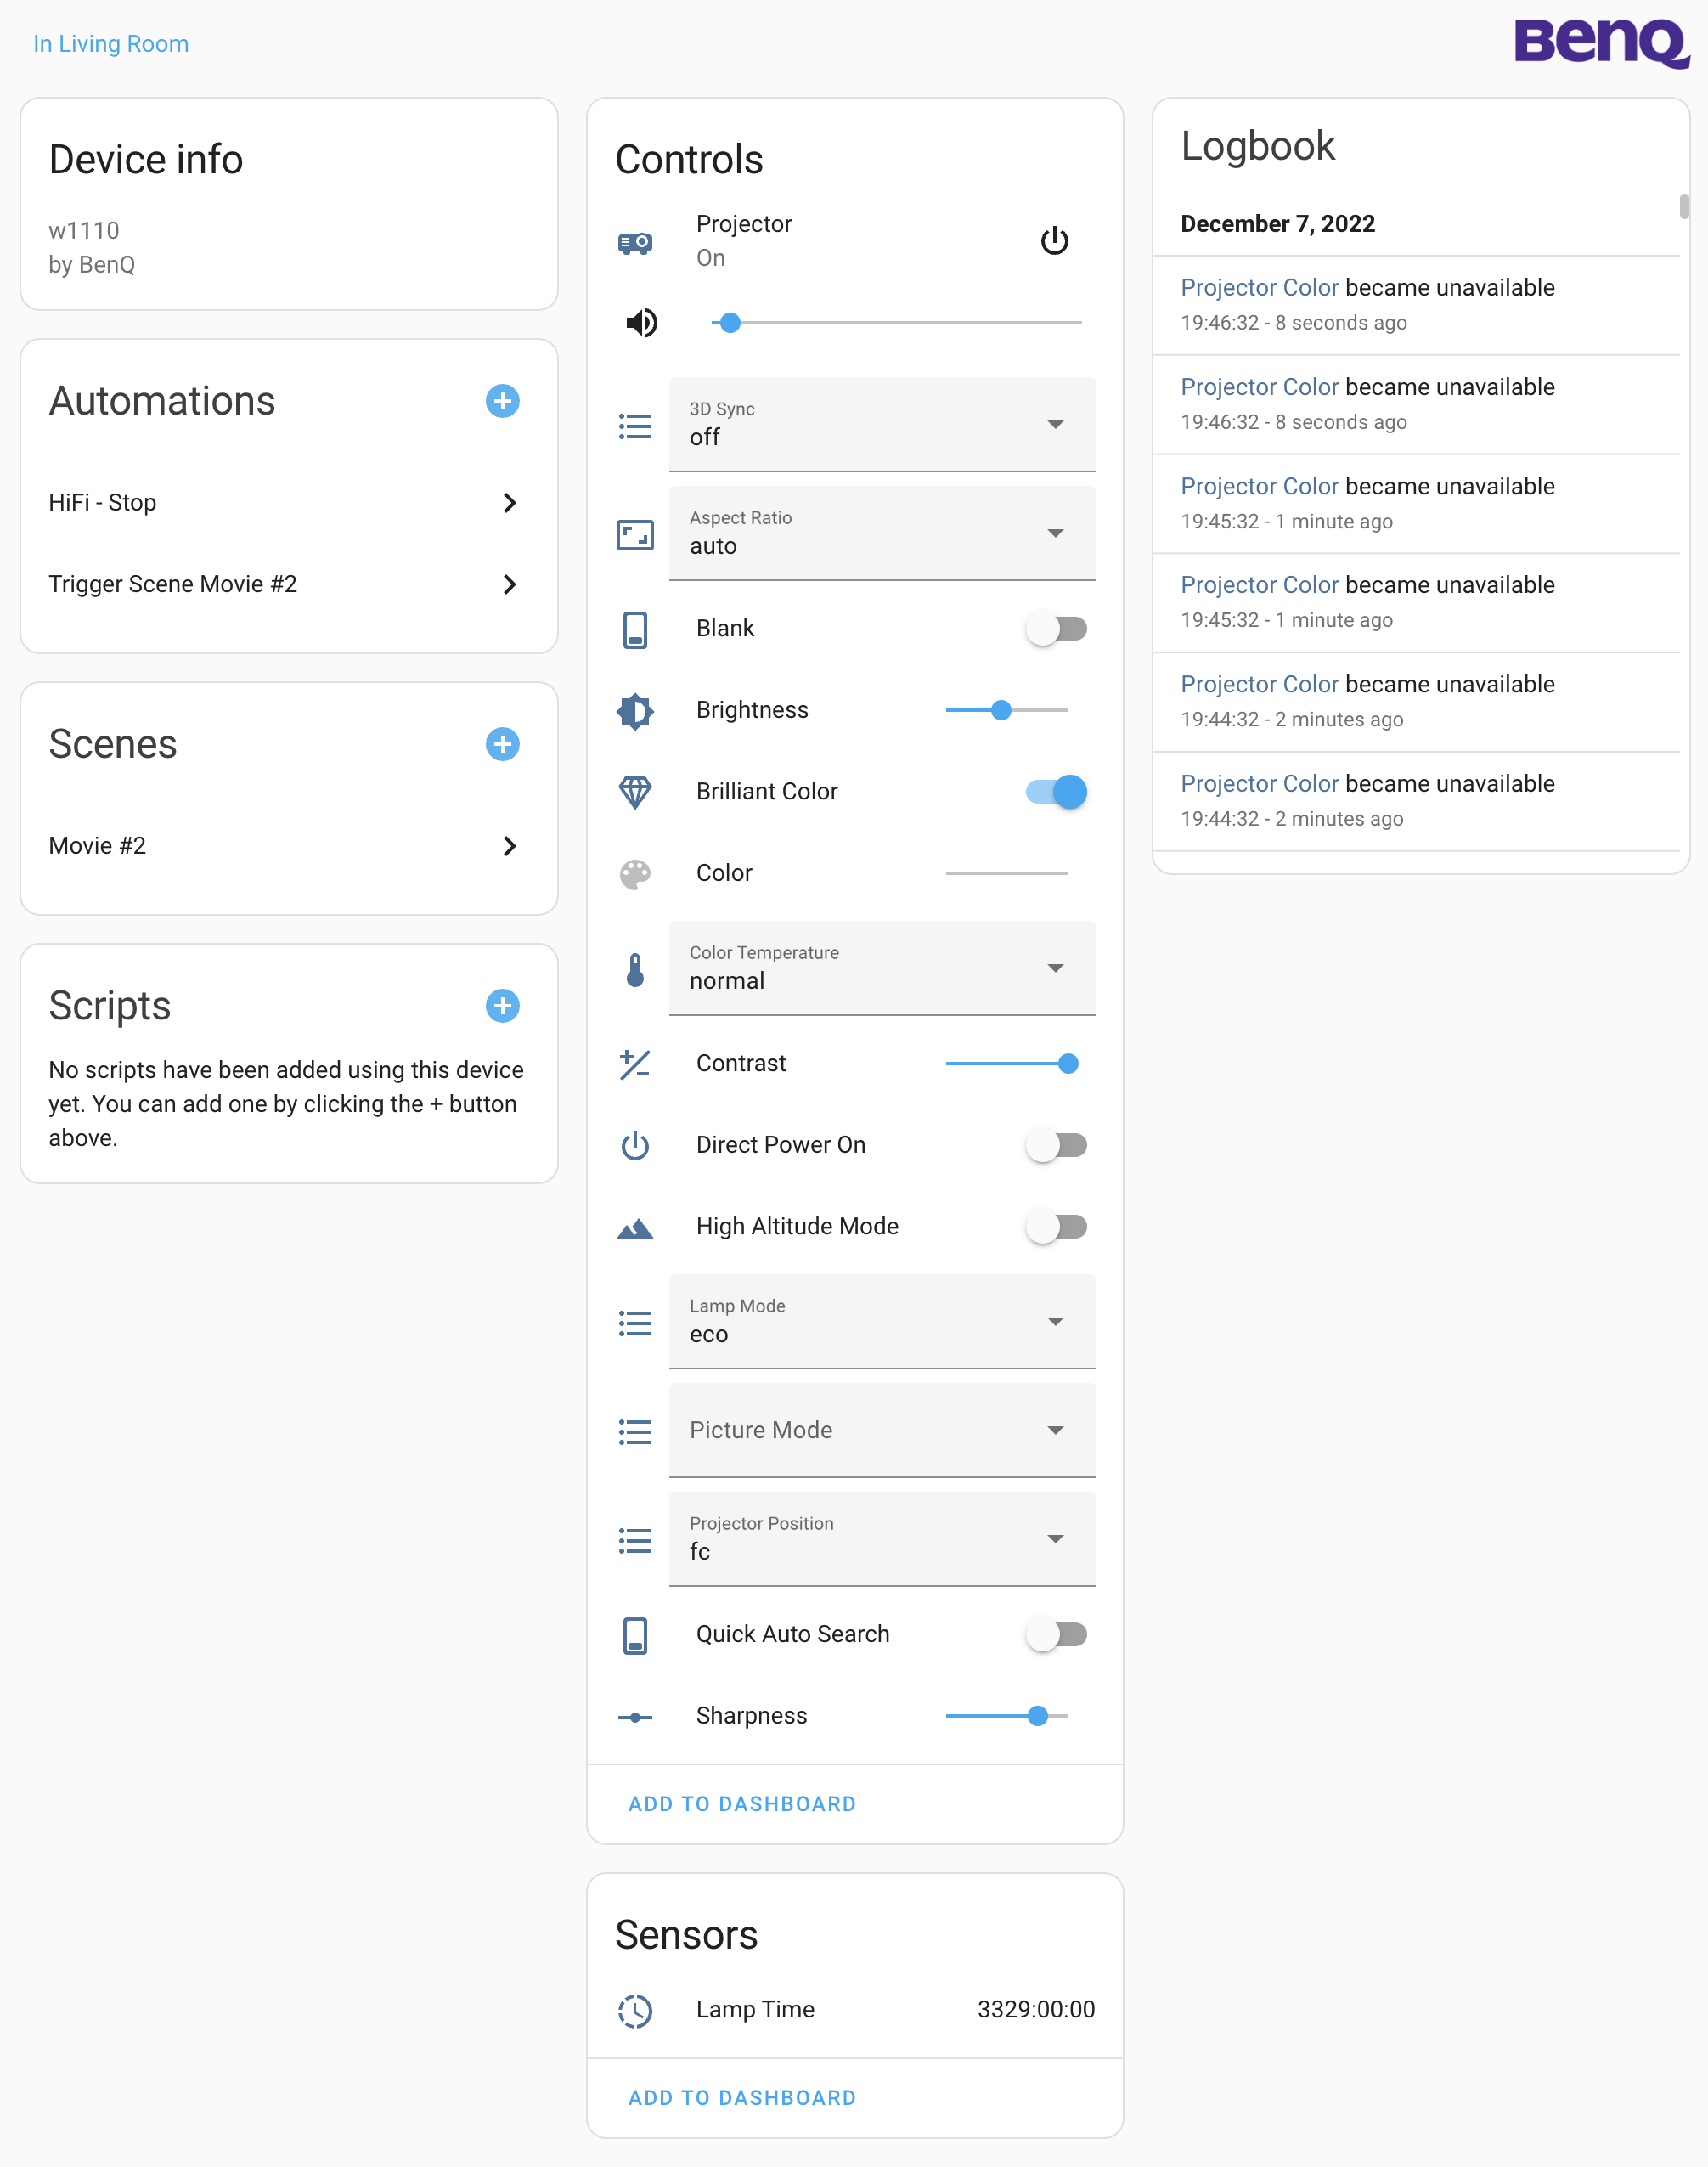 In Living Room
BenQ
Device info
w1110
by BenQ
Automations
HiFi - Stop
Trigger Scene Movie #2
Scenes
Movie #2
Scripts
No scripts have been added using this device
yet. You can add one by clicking the + button
above.
Controls
Projector
On
3D Sync
off
Aspect Ratio
auto
Blank
Brightness
Brilliant Color
Color
Color Temperature
normal
Contrast
Direct Power On
High Altitude Mode
Lamp Mode
eco
Picture Mode
Projector Position
fc
Quick Auto Search
Sharpness
ADD TO DASHBOARD
Sensors
Lamp Time 3329:00:00
ADD TO DASHBOARD
Logbook
December 7, 2022
Projector Color became unavailable
19:46:32 - 8 seconds ago
Projector Color became unavailable
19:46:32 - 8 seconds ago
Projector Color became unavailable
19:45:32 - 1 minute ago
Projector Color became unavailable
19:45:32 - 1 minute ago
Projector Color became unavailable
19:44:32 - 2 minutes ago
Projector Color became unavailable
19:44:32 - 2 minutes ago